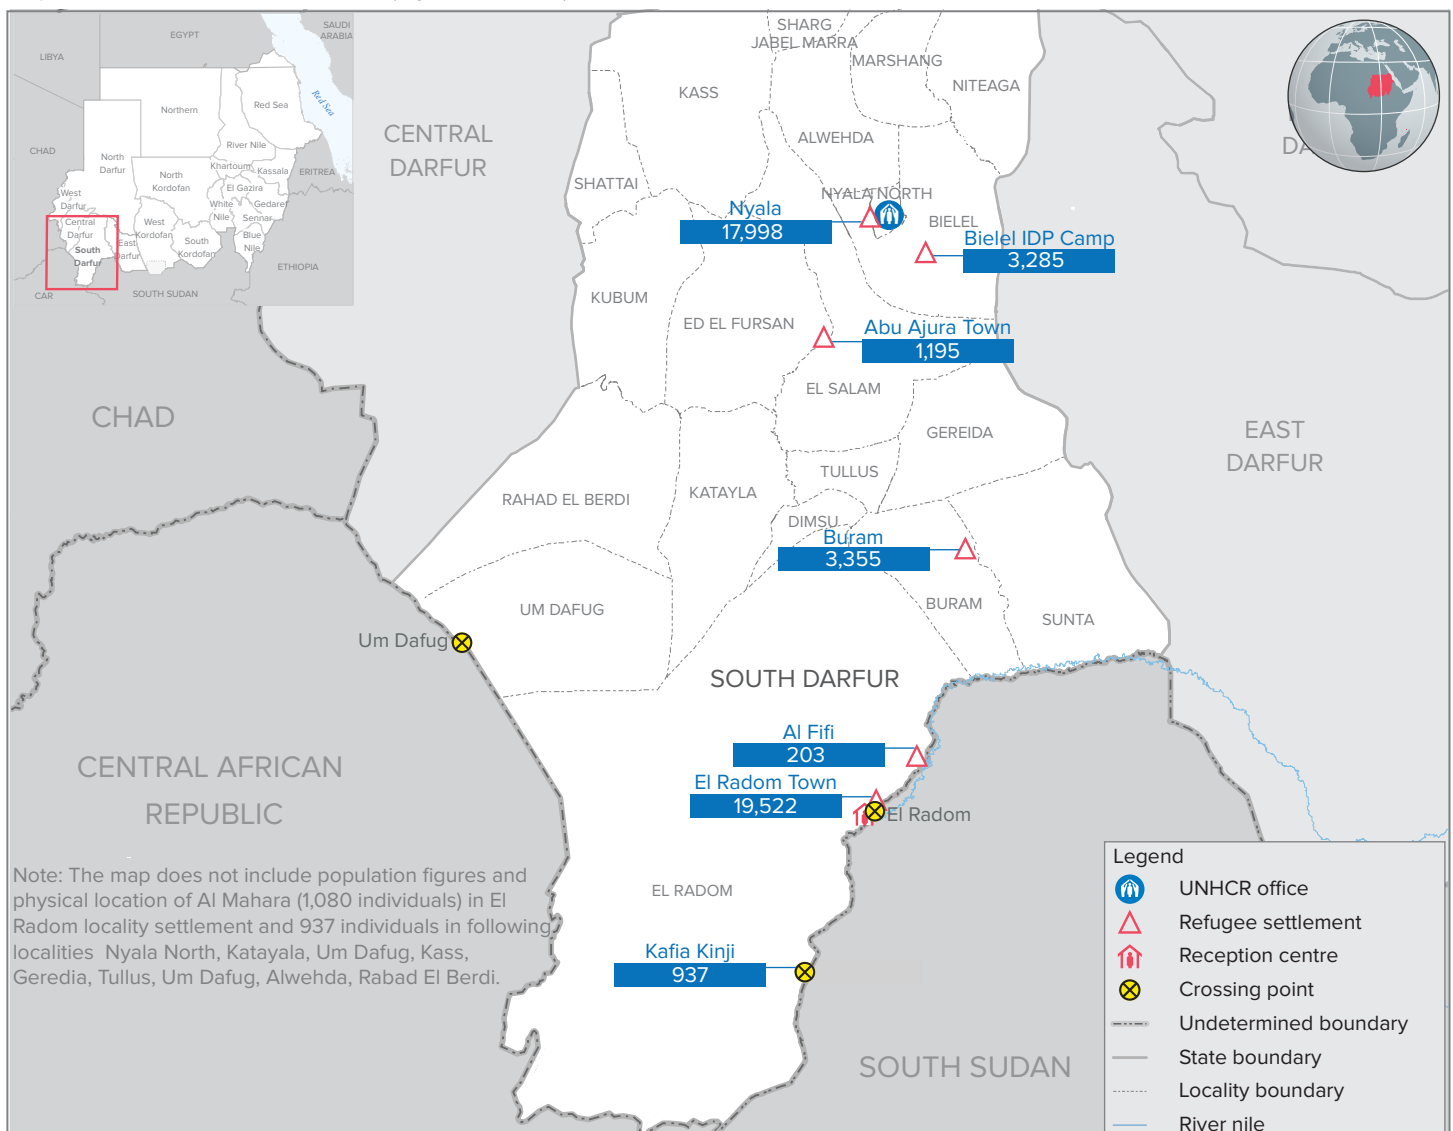 SAUDI
ARABIA
EGYPT
LIBYA
Red Sea
Northern
Red Sea
River Nile
CHAD
North
Darfur
Khartoum
Kassala
ERITREA
North
Kordofan
El Gazira
West
Darfur
White
Nile
Gedaref
Central
Darfur
West
Kordofan
Sennar
South
Darfur
East
Darfur
South
Kordofan
Blue
Nile
ETHIOPIA
CAR
SOUTH SUDAN
SHARG
JABEL MARRA
MARSHANG
NITEAGA
KASS
CENTRAL
DARFUR
ALWEHDA
DA
SHATTAI
NYALA NORTH
Nyala
17,998
BIELEL
Bielel IDP Camp
3,285
KUBUM
ED EL FURSAN
Abu Ajura Town
1,195
EL SALAM
CHAD
GEREIDA
EAST
DARFUR
TULLUS
RAHAD EL BERDI
KATAYLA
DIMSU
Buram
3,355
UM DAFUG
BURAM
SUNTA
Um Dafug
SOUTH DARFUR
Al Fifi
203
CENTRAL AFRICAN
REPUBLIC
El Radom Town
19,522
El Radom
Note: The map does not include population figures and
physical location of Al Mahara (1,080 individuals) in El
Radom locality settlement and 937 individuals in following
localities  Nyala North, Katayala, Um Dafug, Kass,
Geredia, Tullus, Um Dafug, Alwehda, Rabad El Berdi.
EL RADOM
Kafia Kinji
937
SOUTH SUDAN
Legend
UNHCR office
Refugee settlement
Reception centre
Crossing point
Undetermined boundary
State boundary
Locality boundary
River nile